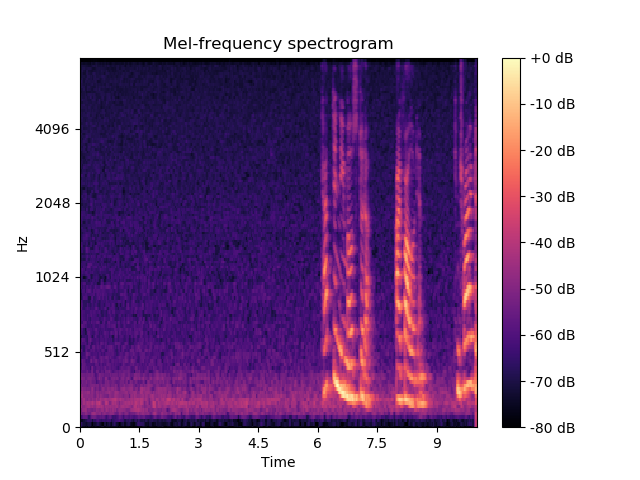 Mel-frequency spectrogram
+0 dB
-10 dB
-20 dB
-30 dB
-40 dB
-50 dB
-60 dB
-70 dB
-80 dB
Hz
4096
2048
1024
512
0
0 1.5 3 4.5 6 7.5 9
Time